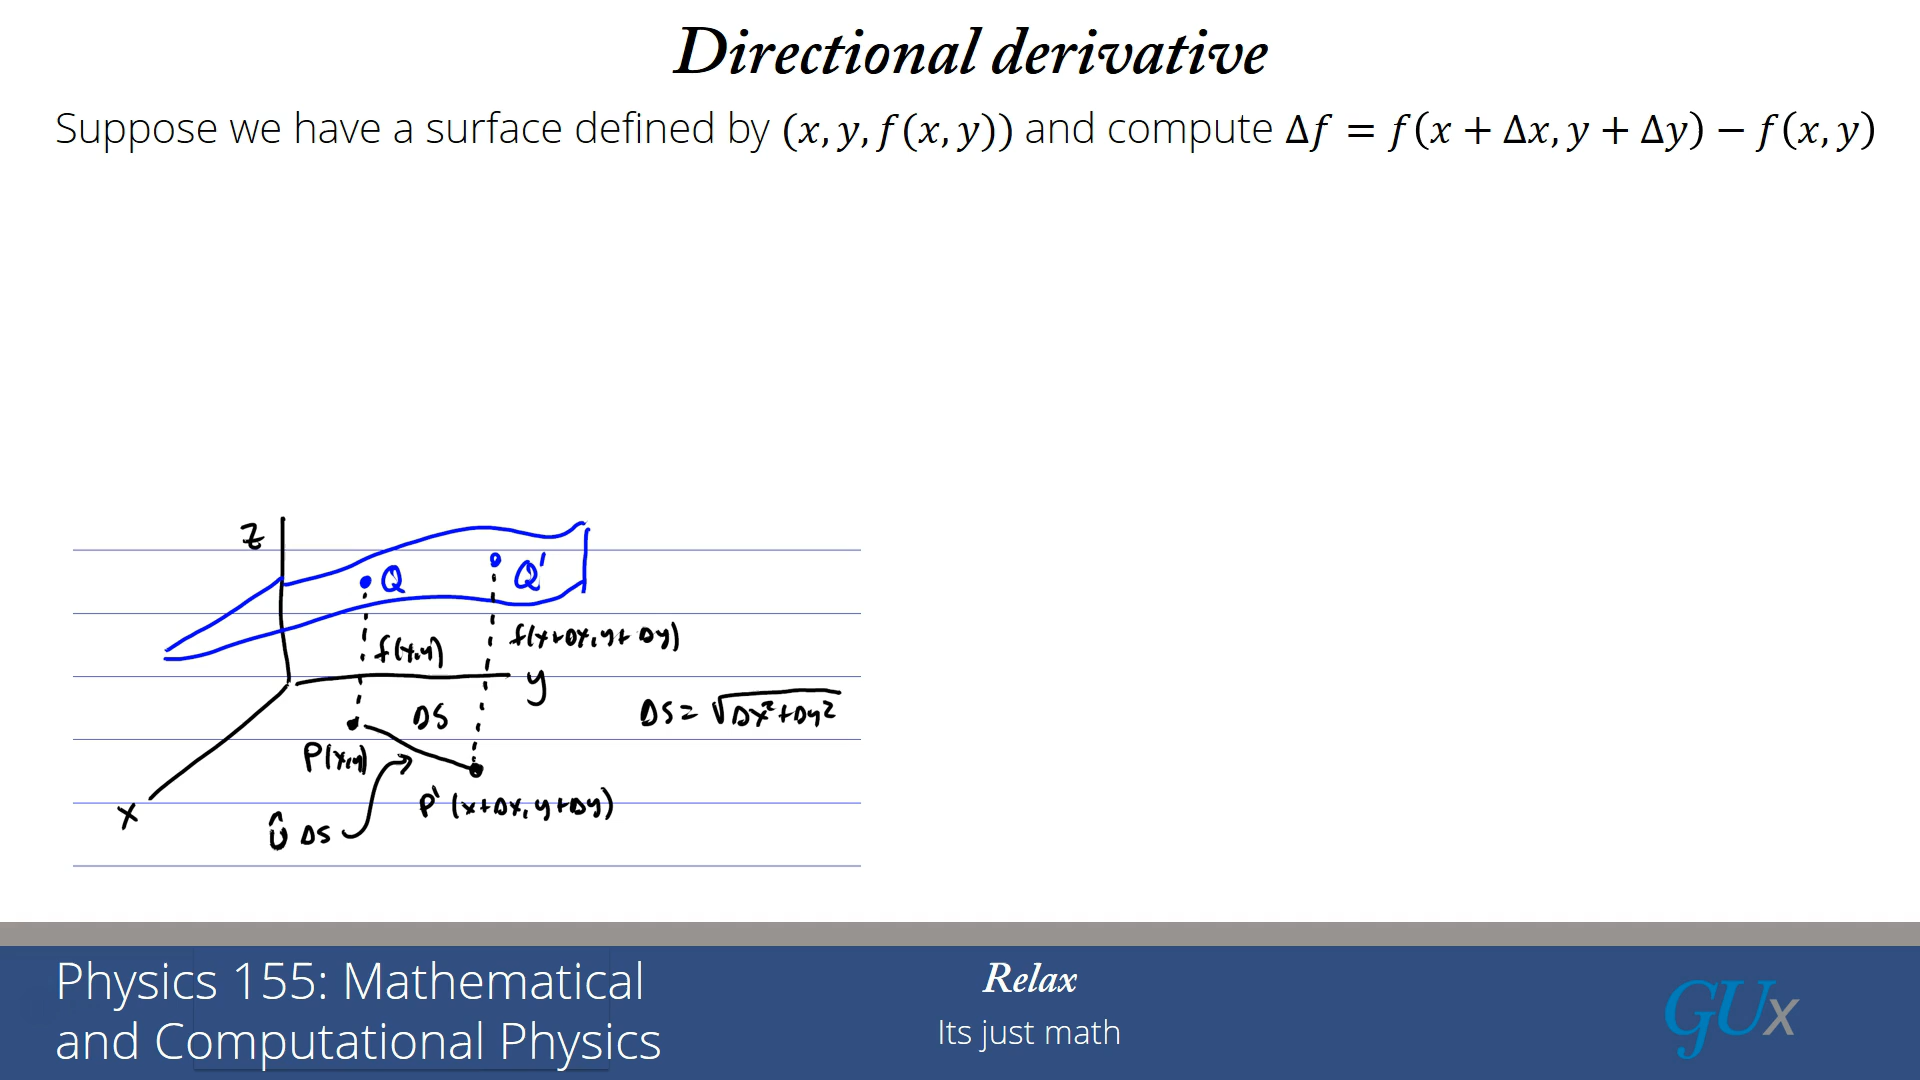 Directional derivative
Suppose we have a surface defined by (x, y, f(x, y)) and compute Δf = f(x + Δx, y + Δy) − f(x, y)
z
Q
Q'
f(x,y)
f(x+Δx, y+Δy)
y
Δs
Δs = √Δx²+Δy²
P(x,y)
P'(x+Δx, y+Δy)
x
û Δs
Physics 155: Mathematical
and Computational Physics
Relax
Its just math
GUx